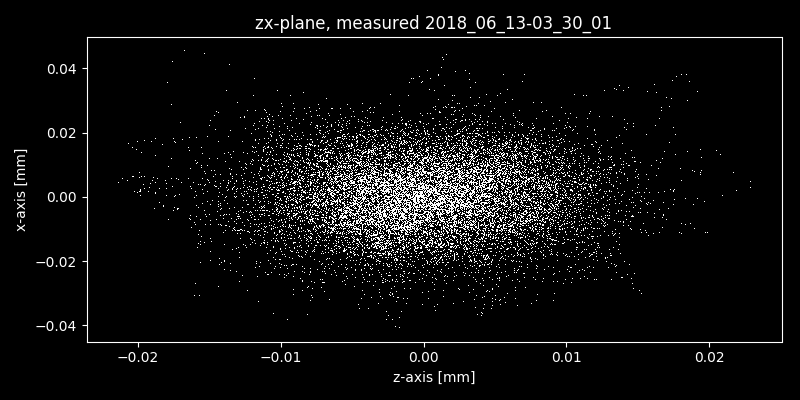 zx-plane, measured 2018_06_13-03_30_01
0.04
0.02
0.00
−0.02
−0.04
x-axis [mm]
−0.02 −0.01 0.00 0.01 0.02
z-axis [mm]